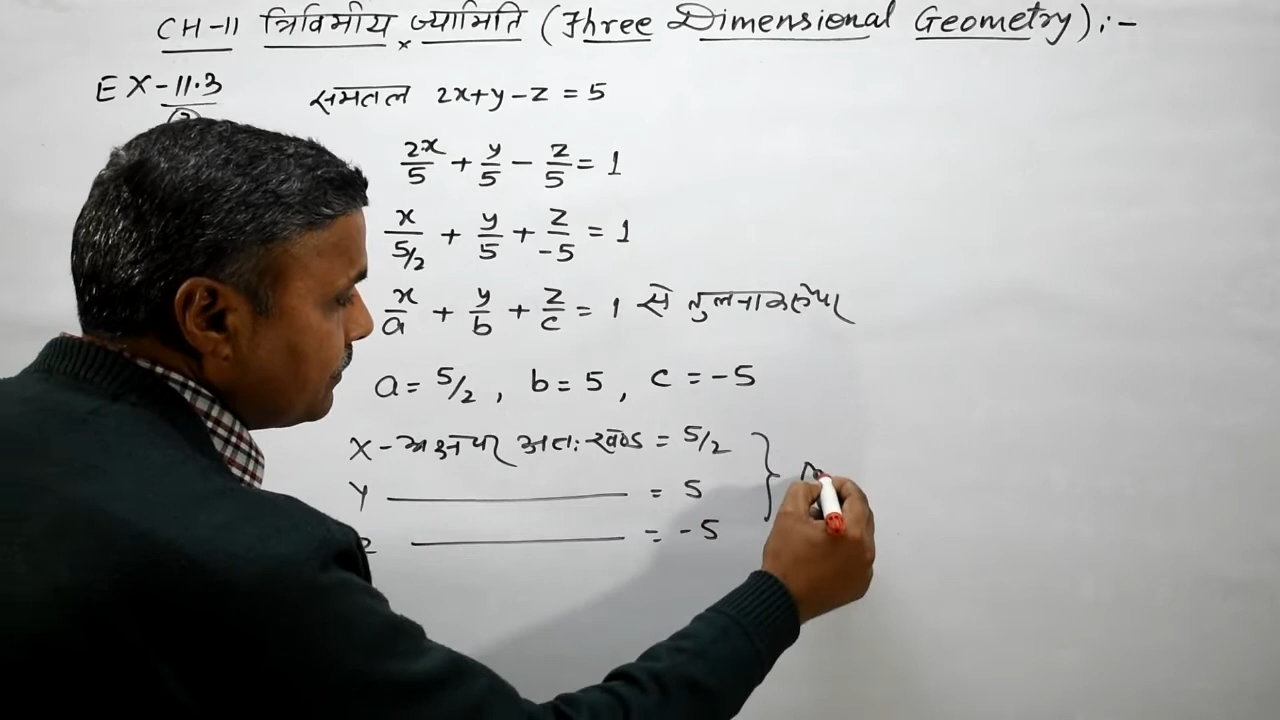 CH-11 त्रिविमीय ज्यामिति (Three Dimensional Geometry):-
EX-11.3
समतल 2x+y-z=5
2x/5 + y/5 - z/5 = 1
x/5/2 + y/5 + z/-5 = 1
x/a + y/b + z/c = 1 से तुलना करने पर
a = 5/2, b = 5, c = -5
X-अक्ष पर अंत: खण्ड = 5/2
Y ——— = 5
——— = -5